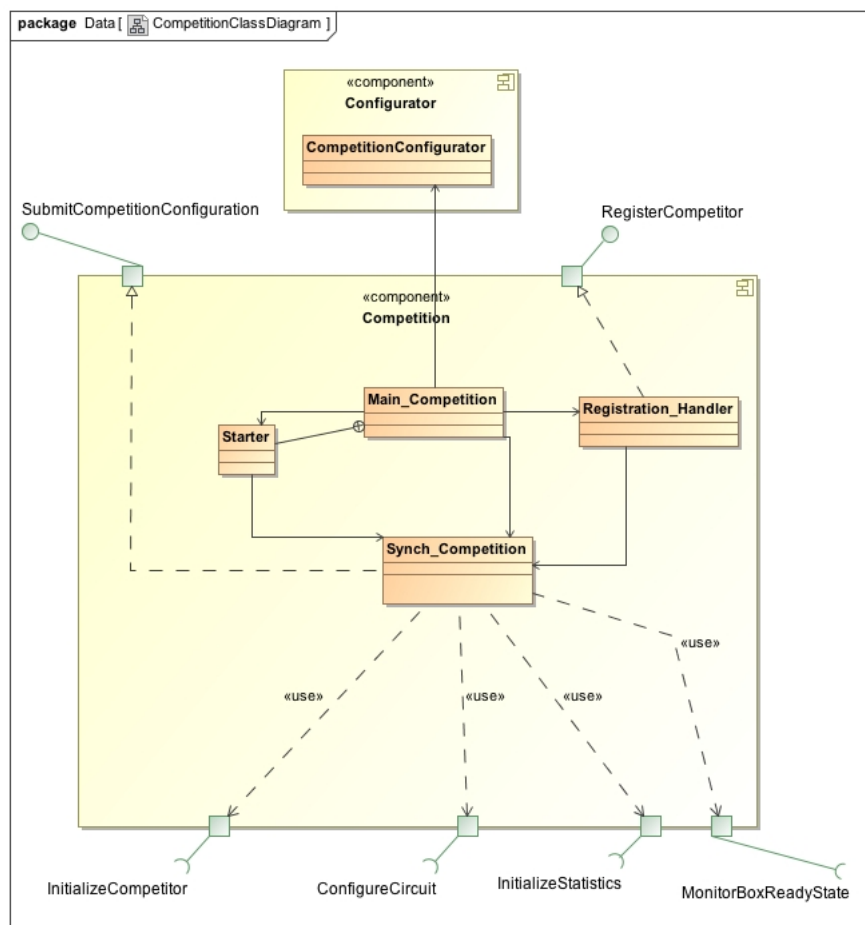 package Data [ CompetitionClassDiagram ]
«component»
Configurator
CompetitionConfigurator
SubmitCompetitionConfiguration
RegisterCompetitor
«component»
Competition
Main_Competition
Registration_Handler
Starter
Synch_Competition
«use»
«use»
«use»
«use»
InitializeCompetitor
ConfigureCircuit
InitializeStatistics
MonitorBoxReadyState